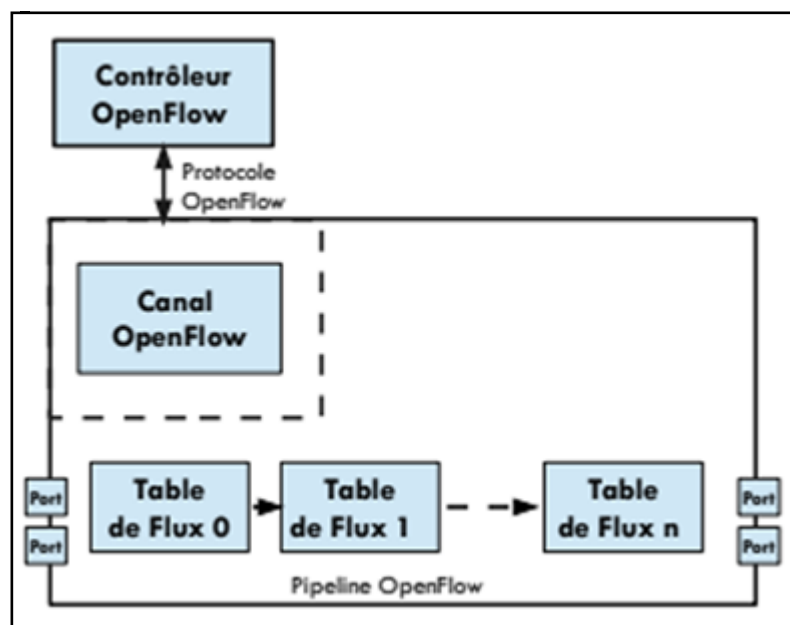 Contrôleur
OpenFlow
Protocole
OpenFlow
Canal
OpenFlow
Table
de Flux 0
Table
de Flux 1
Table
de Flux n
Port
Port
Port
Port
Pipeline OpenFlow